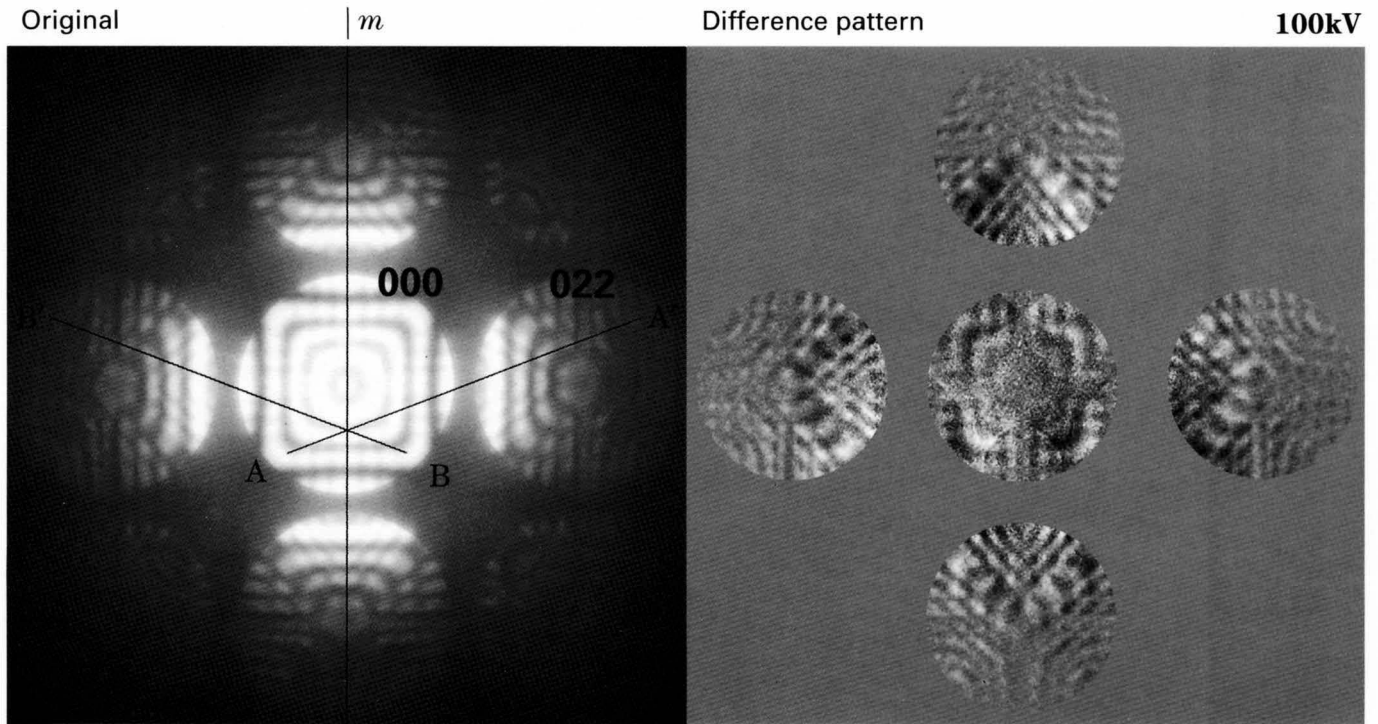 Original
m
Difference pattern
100kV
000
022
B'
A'
A
B